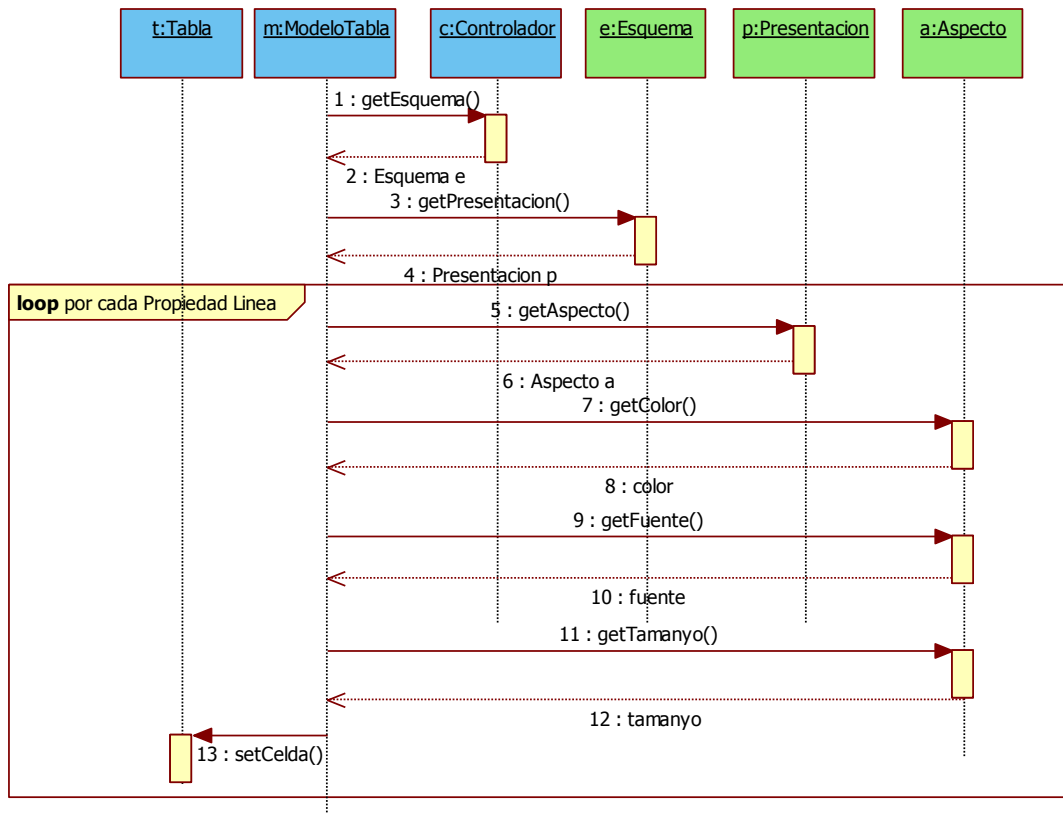 t:Tabla
m:ModeloTabla
c:Controlador
e:Esquema
p:Presentacion
a:Aspecto
1 : getEsquema()
2 : Esquema e
3 : getPresentacion()
4 : Presentacion p
loop por cada Propiedad Linea
5 : getAspecto()
6 : Aspecto a
7 : getColor()
8 : color
9 : getFuente()
10 : fuente
11 : getTamanyo()
12 : tamanyo
13 : setCelda()